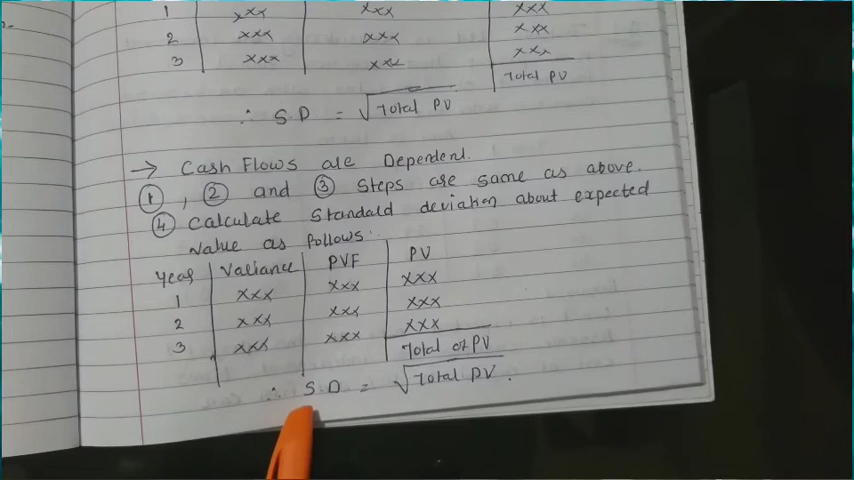 1 xxx xxx xxx
2 xxx xxx xxx
3 xxx xxx xxx
Total PV
∴ S.D = √Total PV
→ Cash Flows are Dependent.
①, ② and ③ Steps are same as above.
④ Calculate Standard deviation about expected
Value as follows:
Year Variance PVF PV
1 xxx xxx xxx
2 xxx xxx xxx
3 xxx xxx xxx
Total of PV
∴ S.D = √Total PV.